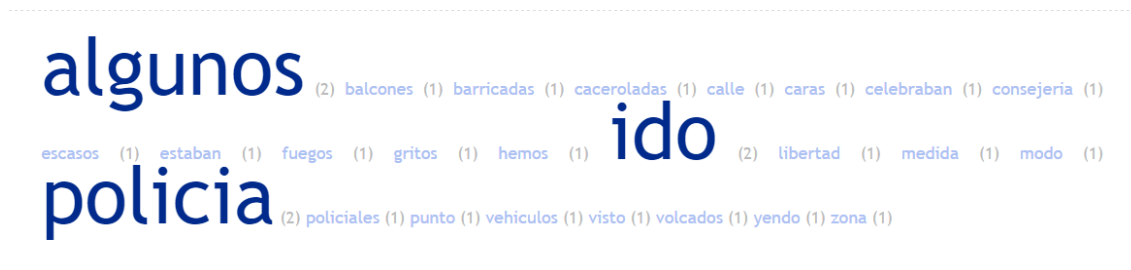 algunos (2) balcones (1) barricadas (1) caceroladas (1) calle (1) caras (1) celebraban (1) consejeria (1)
escasos (1) estaban (1) fuegos (1) gritos (1) hemos (1) ido (2) libertad (1) medida (1) modo (1)
policia (2) policiales (1) punto (1) vehiculos (1) visto (1) volcados (1) yendo (1) zona (1)